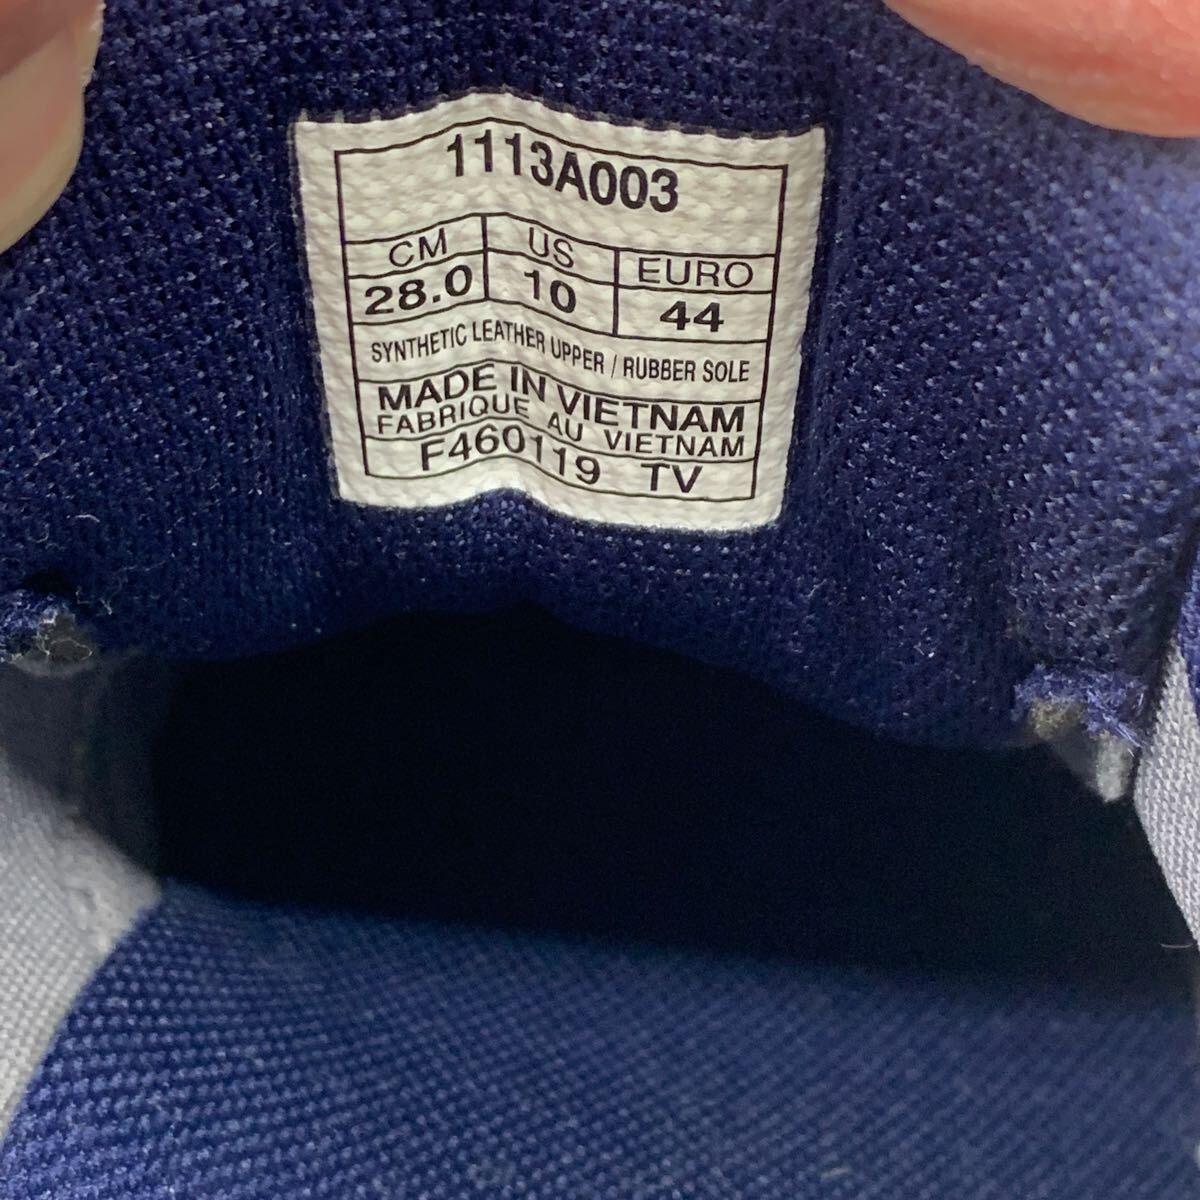 1113A003
CM US EURO
28.0 10 44
SYNTHETIC LEATHER UPPER / RUBBER SOLE
MADE IN VIETNAM
FABRIQUE AU VIETNAM
F460119 TV